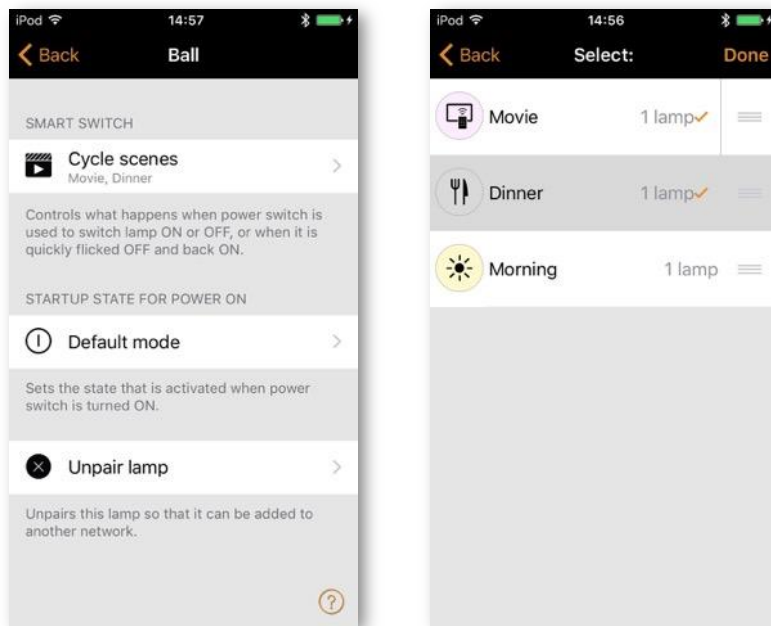 iPod 14:57
Back Ball
SMART SWITCH
Cycle scenes
Movie, Dinner
Controls what happens when power switch is
used to switch lamp ON or OFF, or when it is
quickly flicked OFF and back ON.
STARTUP STATE FOR POWER ON
Default mode
Sets the state that is activated when power
switch is turned ON.
Unpair lamp
Unpairs this lamp so that it can be added to
another network.
?
iPod 14:56
Back Select: Done
Movie 1 lamp
Dinner 1 lamp
Morning 1 lamp